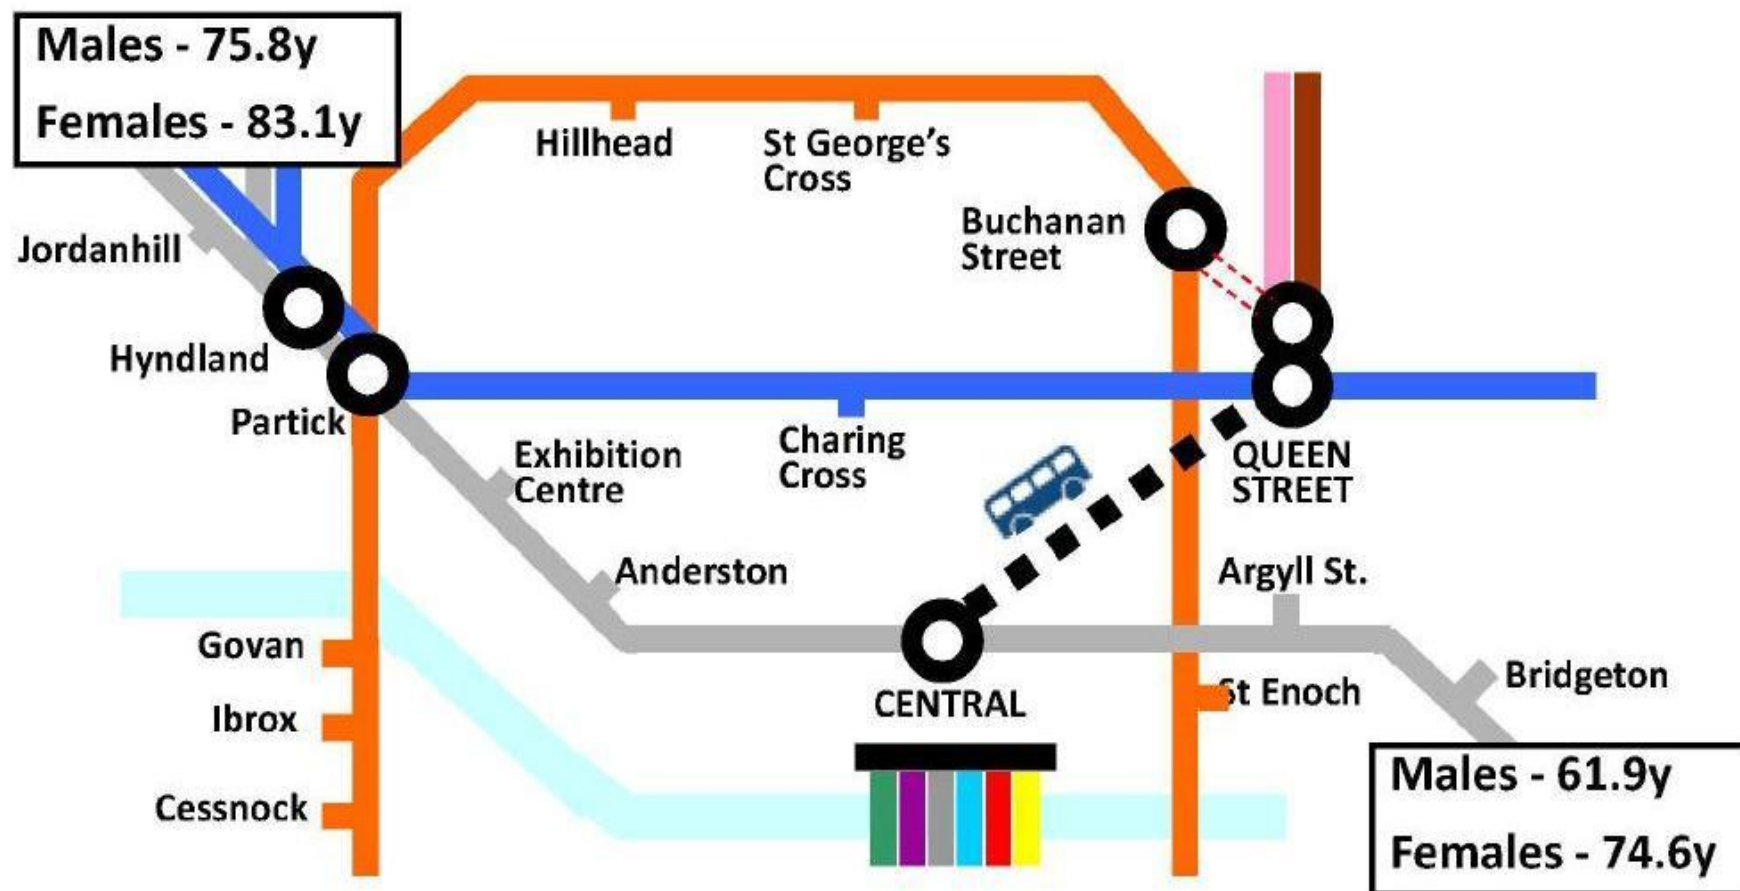 Males - 75.8y
Females - 83.1y
Hillhead
St George's
Cross
Buchanan
Street
Jordanhill
Hyndland
Partick
Exhibition
Centre
Charing
Cross
QUEEN
STREET
Anderston
Argyll St.
Govan
Ibrox
Cessnock
CENTRAL
St Enoch
Bridgeton
Males - 61.9y
Females - 74.6y